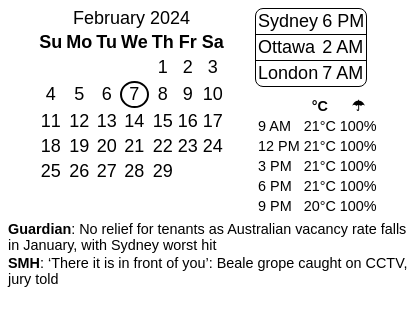 February 2024
Su Mo Tu We Th Fr Sa
1 2 3
4 5 6 7 8 9 10
11 12 13 14 15 16 17
18 19 20 21 22 23 24
25 26 27 28 29
Sydney 6 PM
Ottawa 2 AM
London 7 AM
°C ☂
9 AM 21°C 100%
12 PM 21°C 100%
3 PM 21°C 100%
6 PM 21°C 100%
9 PM 20°C 100%
Guardian: No relief for tenants as Australian vacancy rate falls
in January, with Sydney worst hit
SMH: ‘There it is in front of you’: Beale grope caught on CCTV,
jury told